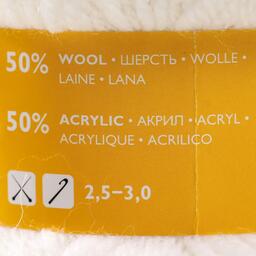 50% WOOL • ШЕРСТЬ • WOLLE •
LAINE • LANA
50% ACRYLIC • АКРИЛ • ACRYL •
ACRYLIQUE • ACRILICO
2,5–3,0